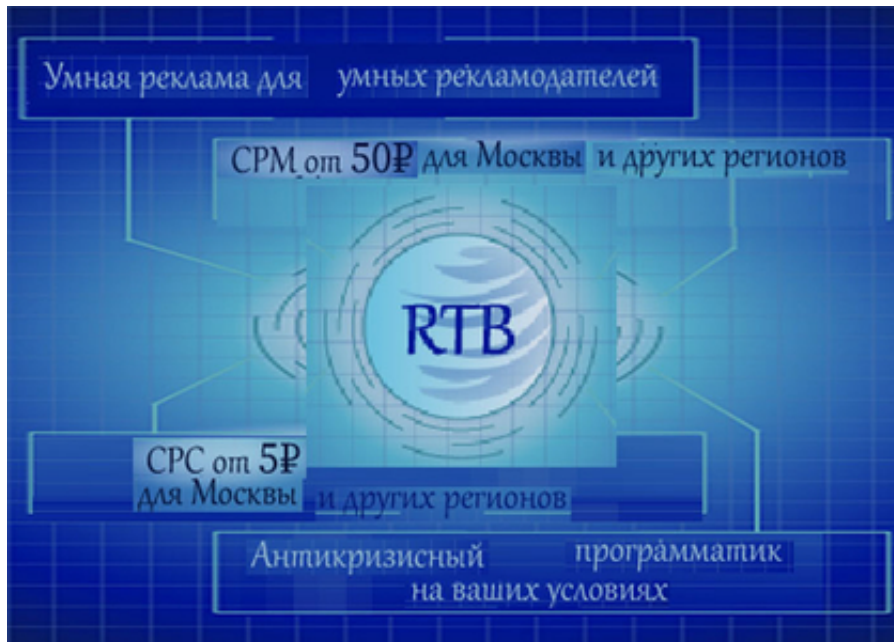 Умная реклама для умных рекламодателей
CPM от 50₽ для Москвы и других регионов
RTB
CPC от 5₽
для Москвы и других регионов
Антикризисный программатик
на ваших условиях